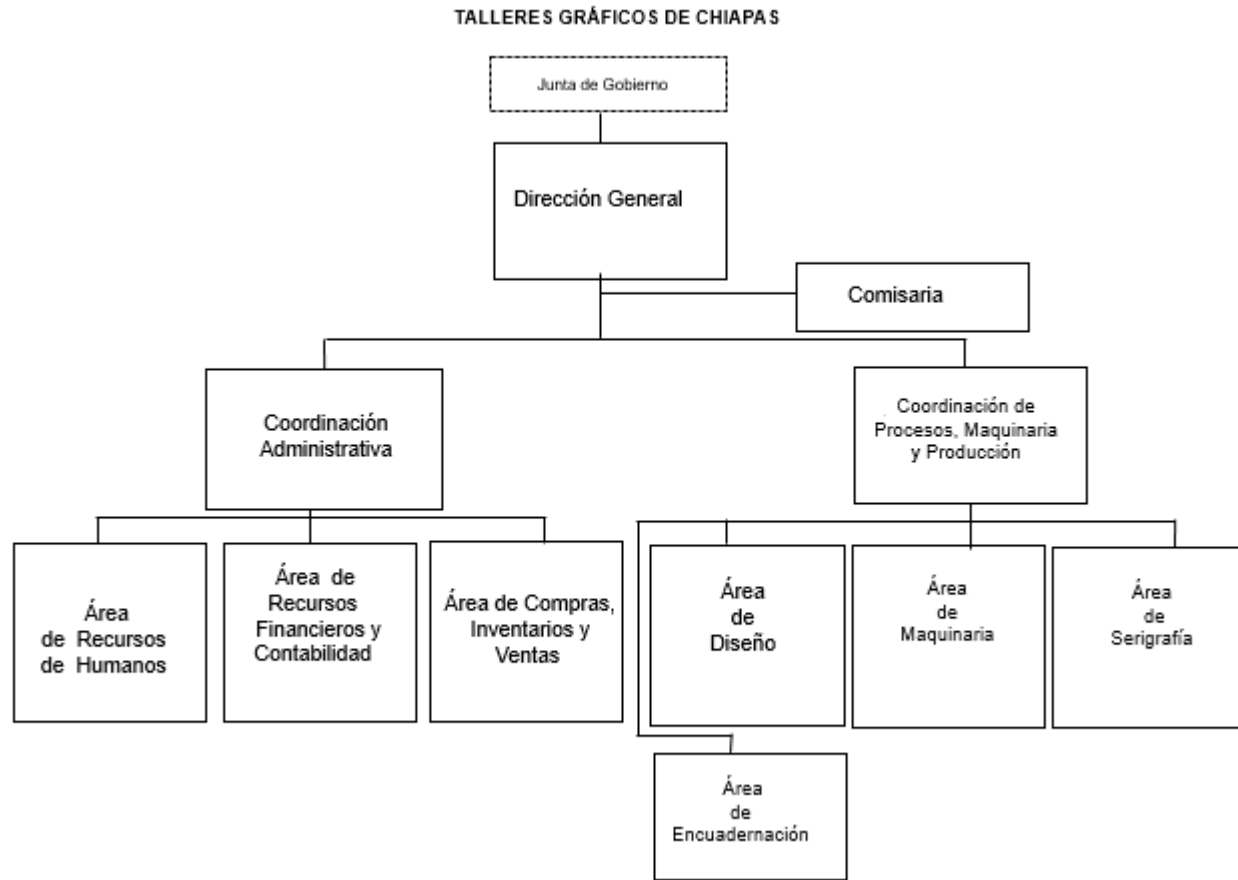 TALLERES GRÁFICOS DE CHIAPAS
Junta de Gobierno
Dirección General
Comisaria
Coordinación
Administrativa
Coordinación de
Procesos, Maquinaria
y Producción
Área
de Recursos
de Humanos
Área de
Recursos
Financieros y
Contabilidad
Área de Compras,
Inventarios y
Ventas
Área
de
Diseño
Área
de
Maquinaria
Área
de
Serigrafía
Área
de
Encuadernación